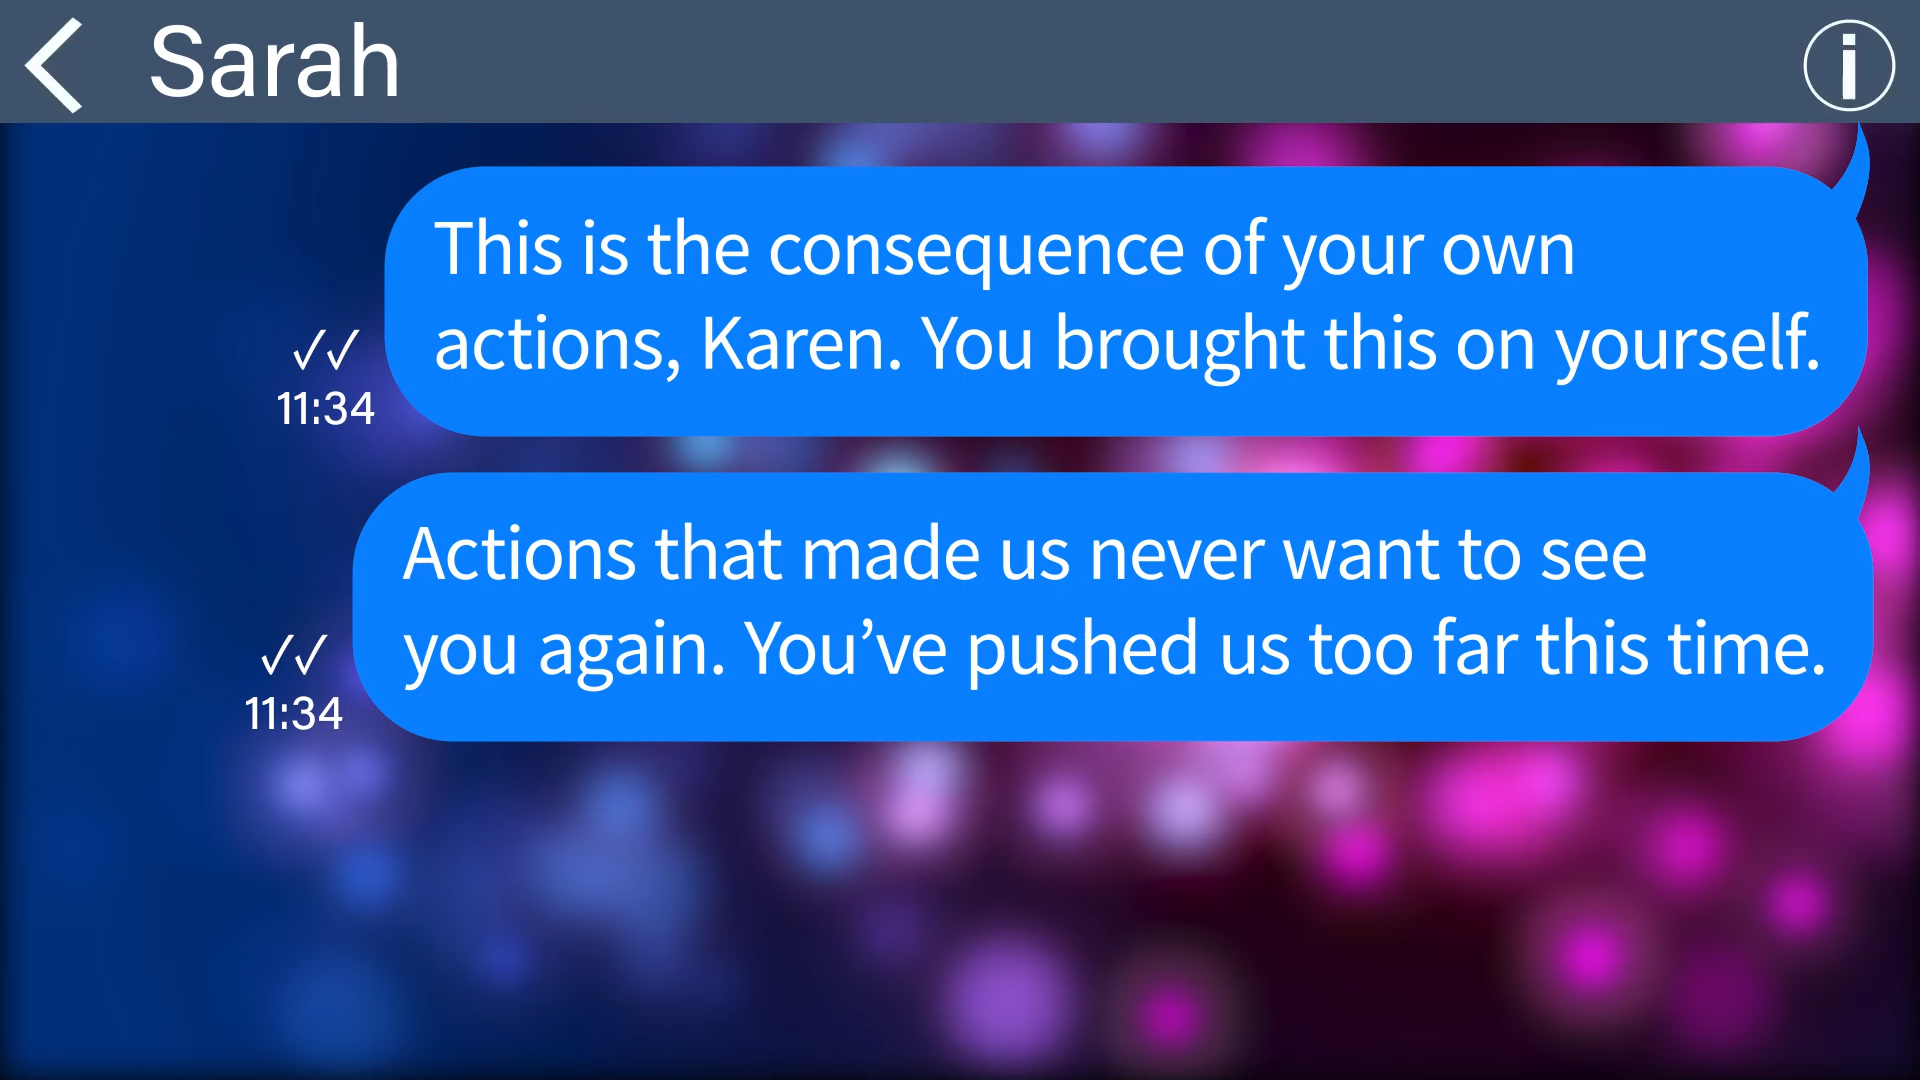 Sarah
This is the consequence of your own
actions, Karen. You brought this on yourself.
11:34
Actions that made us never want to see
you again. You’ve pushed us too far this time.
11:34